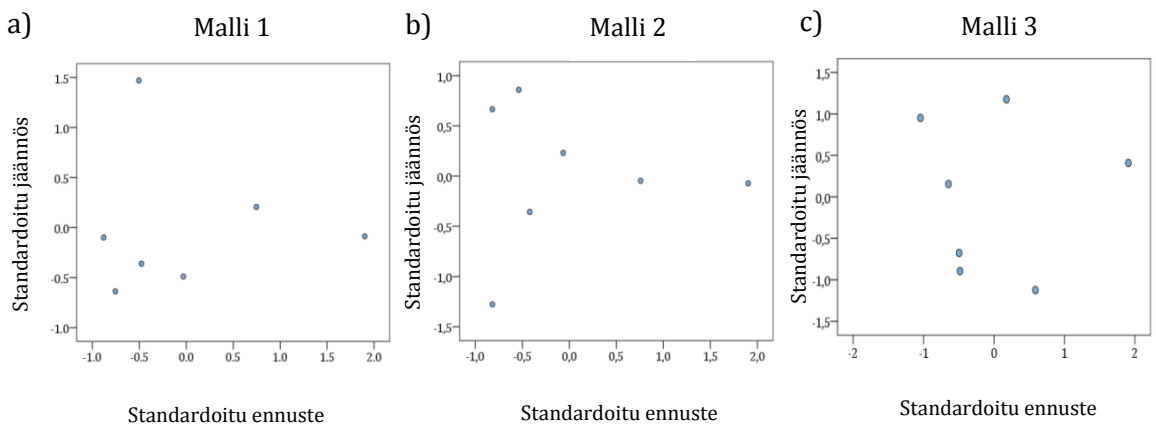 a)
Malli 1
Standardoitu jäännös
1.5
1.0
0.5
0.0
-0.5
-1.0
-1.0 -0.5 0.0 0.5 1.0 1.5 2.0
Standardoitu ennuste
b)
Malli 2
Standardoitu jäännös
1,0
0,5
0,0
-0,5
-1,0
-1,5
-1,0 -0,5 0,0 0,5 1,0 1,5 2,0
Standardoitu ennuste
c)
Malli 3
Standardoitu jäännös
1,5
1,0
0,5
0,0
-0,5
-1,0
-1,5
-2 -1 0 1 2
Standardoitu ennuste